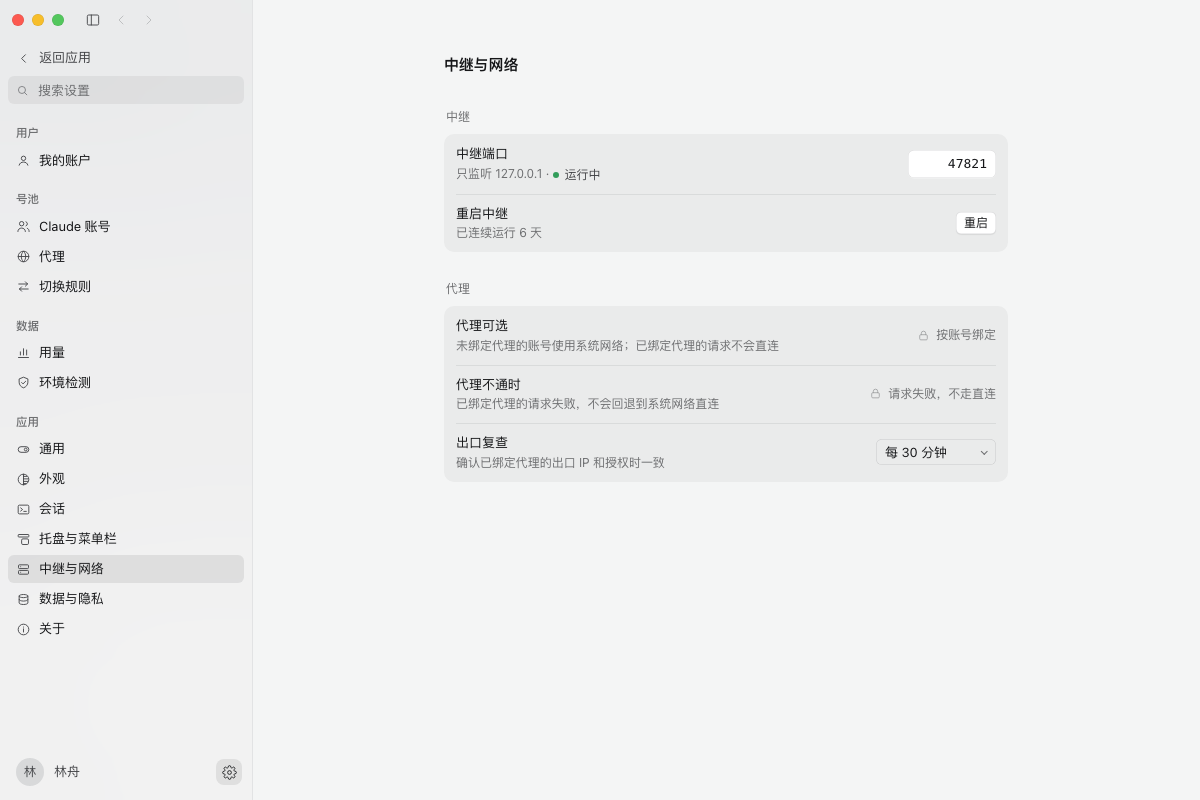 返回应用
搜索设置
用户
我的账户
号池
Claude 账号
代理
切换规则
数据
用量
环境检测
应用
通用
外观
会话
托盘与菜单栏
中继与网络
数据与隐私
关于
林 林舟
中继与网络
中继
中继端口
只监听 127.0.0.1 · 运行中
47821
重启中继
已连续运行 6 天
重启
代理
代理可选
未绑定代理的账号使用系统网络；已绑定代理的请求不会直连
按账号绑定
代理不通时
已绑定代理的请求失败，不会回退到系统网络直连
请求失败，不走直连
出口复查
确认已绑定代理的出口 IP 和授权时一致
每 30 分钟